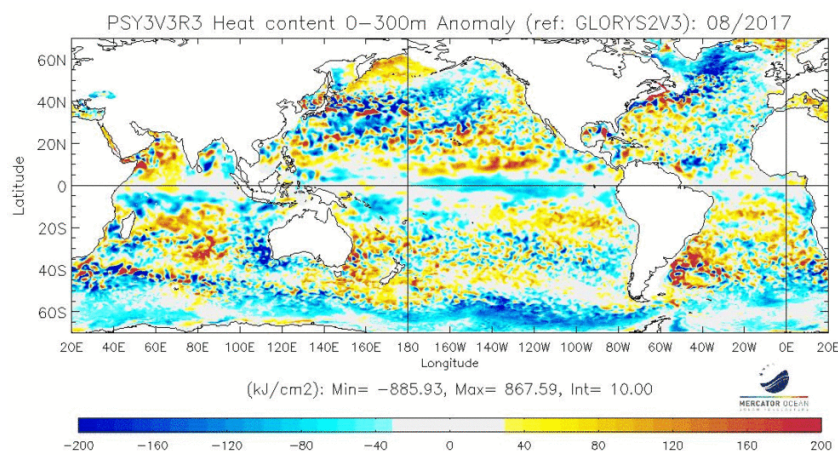 PSY3V3R3 Heat content 0-300m Anomaly (ref: GLORYS2V3): 08/2017
60N
40N
20N
0
20S
40S
60S
Latitude
20E 40E 60E 80E 100E 120E 140E 160E 180 160W 140W 120W 100W 80W 60W 40W 20W 0E 20E
Longitude
(kJ/cm2): Min= -885.93, Max= 867.59, Int= 10.00
MERCATOR OCEAN
-200 -160 -120 -80 -40 0 40 80 120 160 200